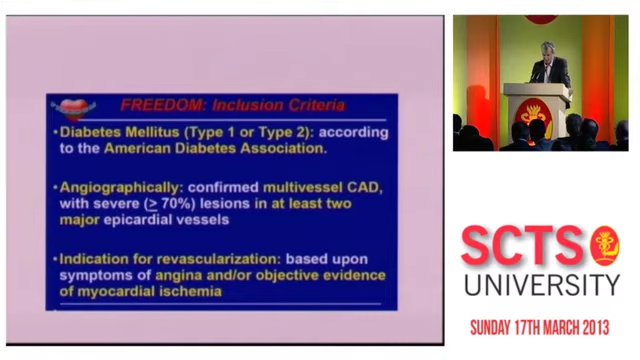 FREEDOM: Inclusion Criteria
•Diabetes Mellitus (Type 1 or Type 2): according
to the American Diabetes Association.
•Angiographically: confirmed multivessel CAD,
with severe (≥ 70%) lesions in at least two
major epicardial vessels
•Indication for revascularization: based upon
symptoms of angina and/or objective evidence
of myocardial ischemia
SCTS
UNIVERSITY
SUNDAY 17TH MARCH 2013